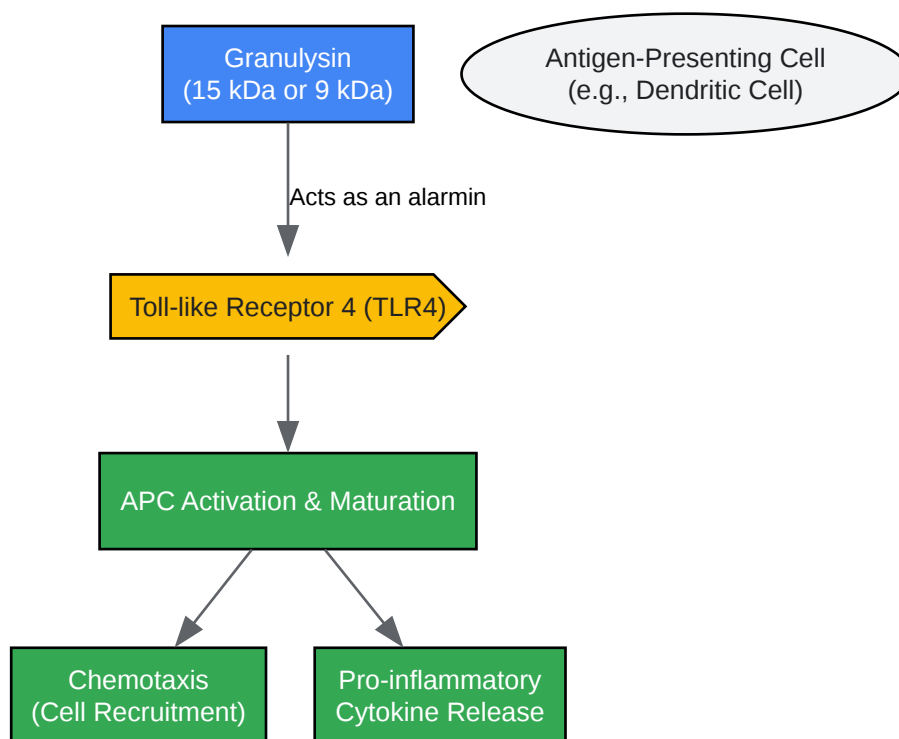 Granulysin
(15 kDa or 9 kDa)
Antigen-Presenting Cell
(e.g., Dendritic Cell)
Acts as an alarmin
Toll-like Receptor 4 (TLR4)
APC Activation & Maturation
Chemotaxis
(Cell Recruitment)
Pro-inflammatory
Cytokine Release